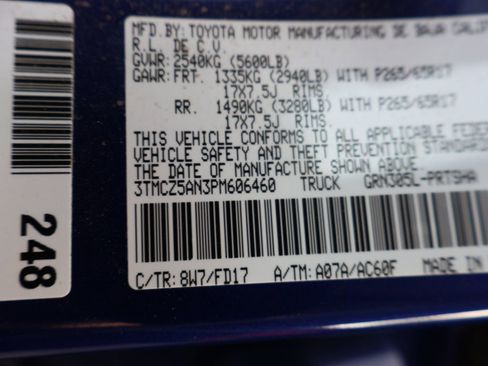 MFD.BY: TOYOTA MOTOR MANUFACTURING DE BAJA
R.L. DE C.V.
GVWR: 2540KG (5600LB)
GAWR: FRT. 1335KG (2940LB) WITH P265/65R17
17X7.5J RIMS.
RR. 1490KG (3280LB) WITH P265/65R17
17X7.5J RIMS.
THIS VEHICLE CONFORMS TO ALL APPLICABLE
VEHICLE SAFETY AND THEFT PREVENTION
THE DATE OF MANUFACTURE SHOWN ABOVE.
3TMCZ5AN3PM606460 TRUCK GRN305L-PRTSHA
C/TR: 8W7/FD17 A/TM: A07A/AC60F MADE IN
248